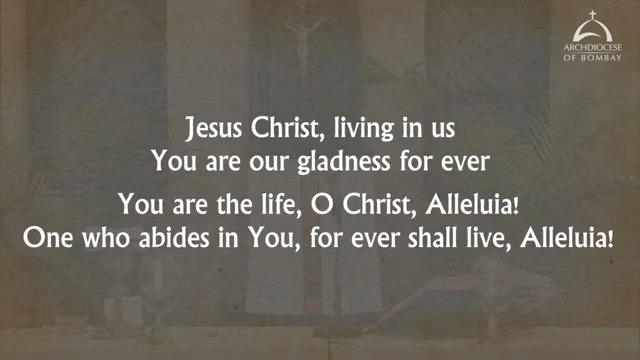 ARCHDIOCESE
OF BOMBAY
Jesus Christ, living in us
You are our gladness for ever
You are the life, O Christ, Alleluia!
One who abides in You, for ever shall live, Alleluia!